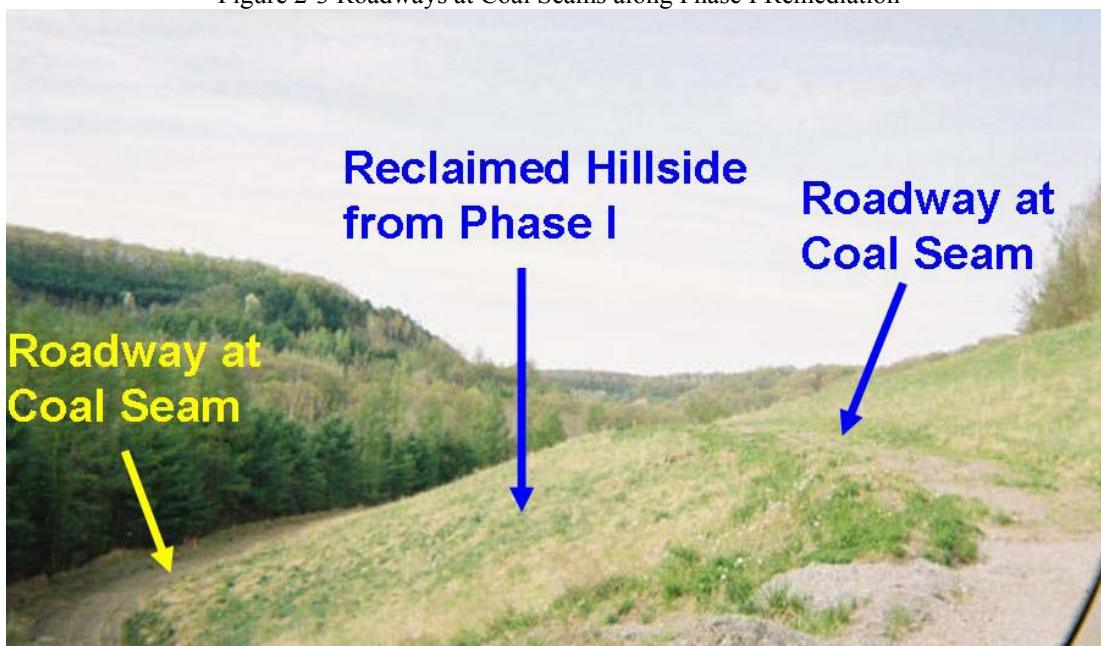 Figure 2-3 Roadways at Coal Seams along Phase I Remediation
Reclaimed Hillside
from Phase I
Roadway at
Coal Seam
Roadway at
Coal Seam